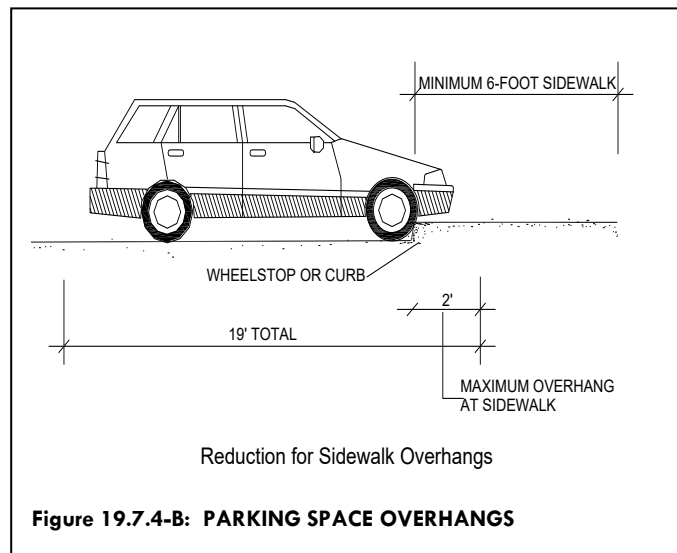 MINIMUM 6-FOOT SIDEWALK
WHEELSTOP OR CURB
2'
19' TOTAL
MAXIMUM OVERHANG
AT SIDEWALK
Reduction for Sidewalk Overhangs
Figure 19.7.4-B: PARKING SPACE OVERHANGS